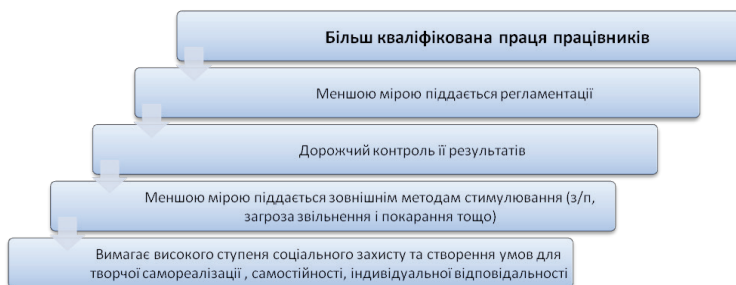 Більш кваліфікована праця працівників
Меншою мірою піддається регламентації
Дорожчий контроль її результатів
Меншою мірою піддається зовнішнім методам стимулювання (з/п,
загроза звільнення і покарання тощо)
Вимагає високого ступеня соціального захисту та створення умов для
творчої самореалізації , самостійності, індивідуальної відповідальності